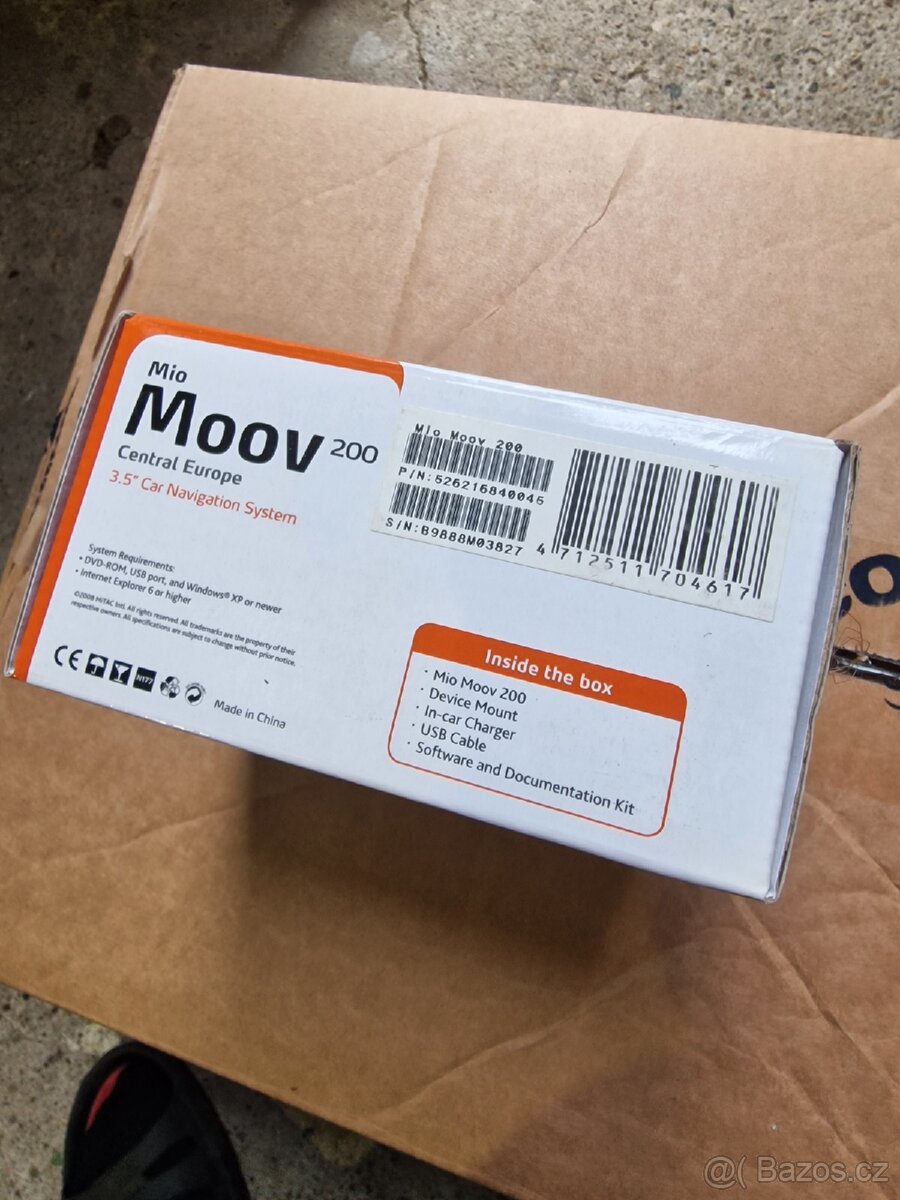 Mio
Moov 200
Central Europe
3.5" Car Navigation System
System Requirements:
• DVD-ROM, USB port, and Windows® XP or newer
• Internet Explorer 6 or higher
©2008 MiTAC Intl. All rights reserved. All trademarks are the property of their
respective owners. All specifications are subject to change without prior notice.
CE N177
Made in China
Mio Moov 200
P/N:526216840045
S/N:B9888M03827
4 712511 704617
Inside the box
· Mio Moov 200
· Device Mount
· In-car Charger
· USB Cable
· Software and Documentation Kit
@( Bazos.cz